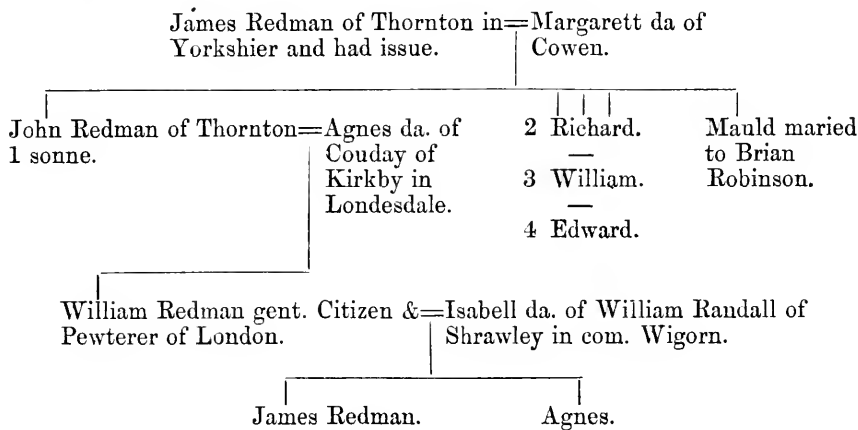 James Redman of Thornton in=Margarett da of
Yorkshier and had issue. Cowen.
John Redman of Thornton=Agnes da. of
1 sonne. Couday of
Kirkby in
Londesdale.
2 Richard.
—
3 William.
—
4 Edward.
Mauld maried
to Brian
Robinson.
William Redman gent. Citizen &=Isabell da. of William Randall of
Pewterer of London. Shrawley in com. Wigorn.
James Redman. Agnes.